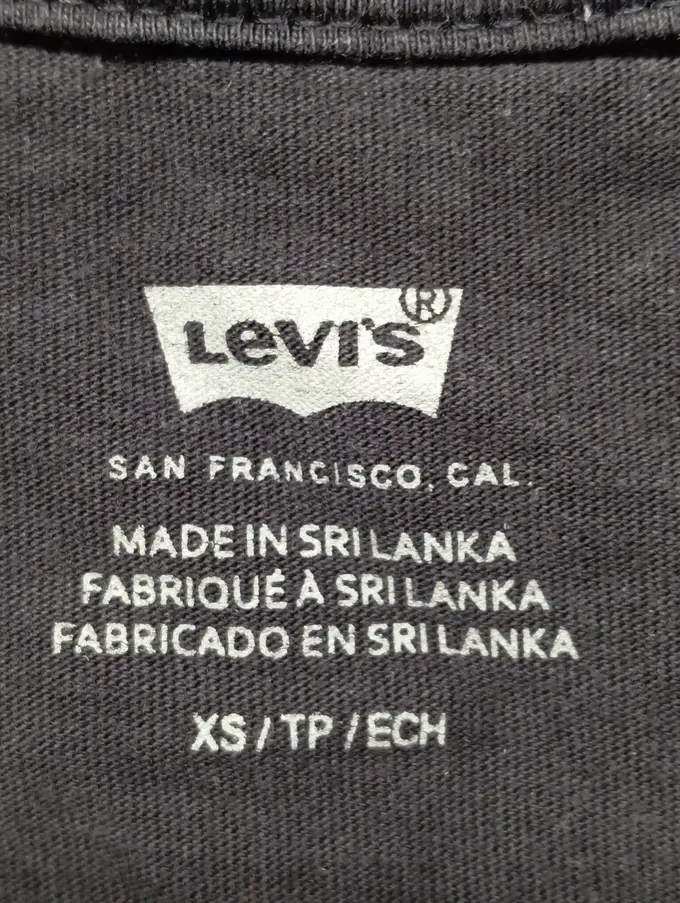 Levi's®
SAN FRANCISCO, CAL.
MADE IN SRI LANKA
FABRIQUÉ À SRI LANKA
FABRICADO EN SRI LANKA
XS / TP / ECH